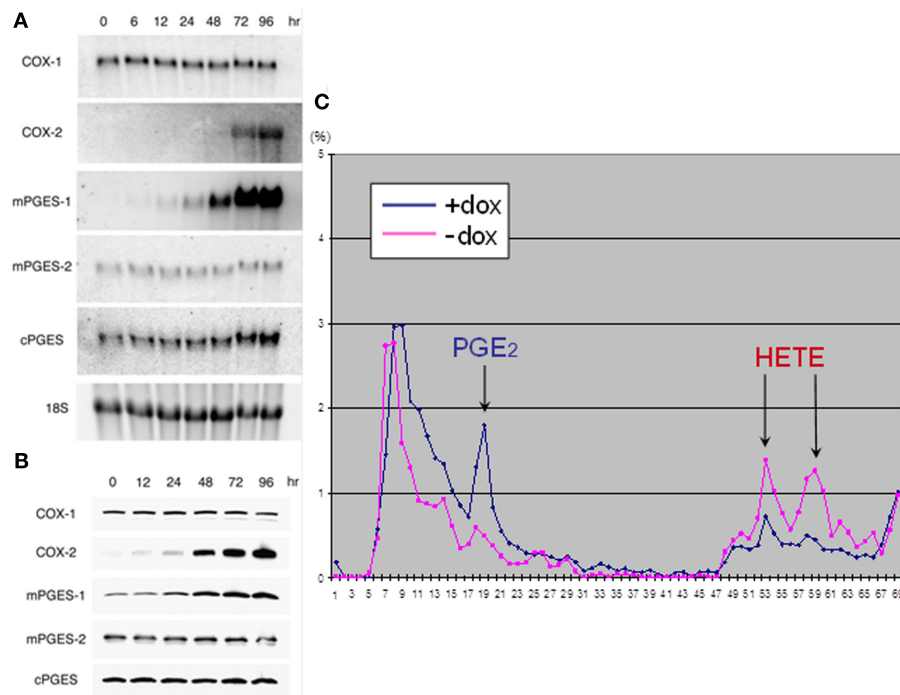 A
0 6 12 24 48 72 96 hr
COX-1
COX-2
mPGES-1
mPGES-2
cPGES
18S
B
0 12 24 48 72 96 hr
COX-1
COX-2
mPGES-1
mPGES-2
cPGES
C
(%)
5
4
3
2
1
0
+dox
-dox
PGE2
HETE
1 3 5 7 9 11 13 15 17 19 21 23 25 27 29 31 33 35 37 39 41 43 45 47 49 51 53 55 57 59 61 63 65 67 69